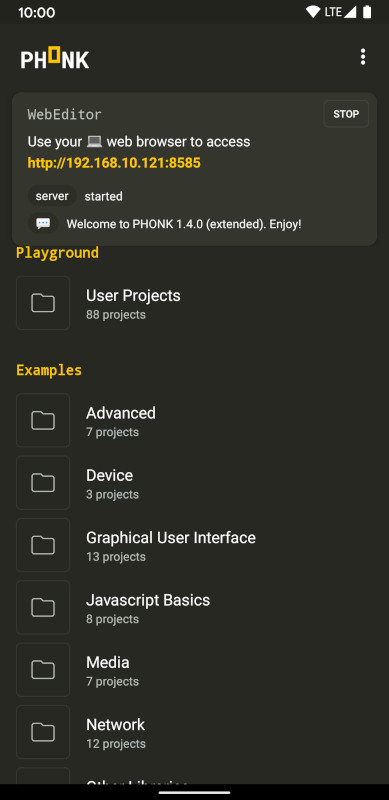 10:00
LTE
PHONK
WebEditor
STOP
Use your 💻 web browser to access
http://192.168.10.121:8585
server started
💬 Welcome to PHONK 1.4.0 (extended). Enjoy!
Playground
User Projects
88 projects
Examples
Advanced
7 projects
Device
3 projects
Graphical User Interface
13 projects
Javascript Basics
8 projects
Media
7 projects
Network
12 projects